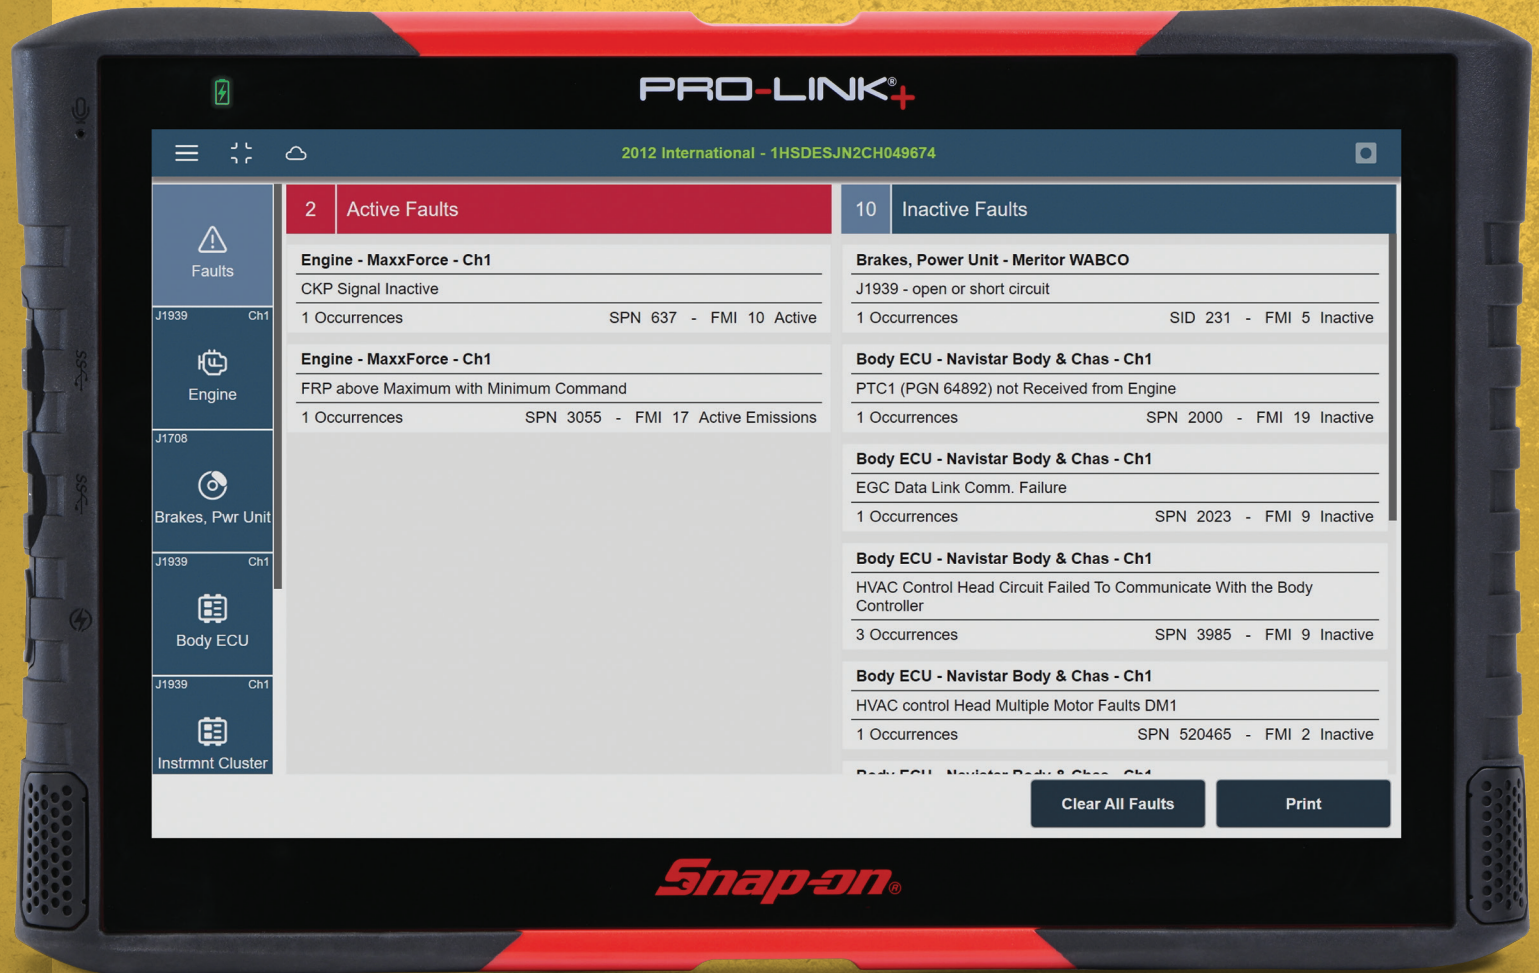 PRO-LINK®+
2012 International - 1HSDESJN2CH049674
Faults
J1939 Ch1
Engine
J1708
Brakes, Pwr Unit
J1939 Ch1
Body ECU
J1939 Ch1
Instrmnt Cluster
2 Active Faults
Engine - MaxxForce - Ch1
CKP Signal Inactive
1 Occurrences SPN 637 - FMI 10 Active
Engine - MaxxForce - Ch1
FRP above Maximum with Minimum Command
1 Occurrences SPN 3055 - FMI 17 Active Emissions
10 Inactive Faults
Brakes, Power Unit - Meritor WABCO
J1939 - open or short circuit
1 Occurrences SID 231 - FMI 5 Inactive
Body ECU - Navistar Body & Chas - Ch1
PTC1 (PGN 64892) not Received from Engine
1 Occurrences SPN 2000 - FMI 19 Inactive
Body ECU - Navistar Body & Chas - Ch1
EGC Data Link Comm. Failure
1 Occurrences SPN 2023 - FMI 9 Inactive
Body ECU - Navistar Body & Chas - Ch1
HVAC Control Head Circuit Failed To Communicate With the Body
Controller
3 Occurrences SPN 3985 - FMI 9 Inactive
Body ECU - Navistar Body & Chas - Ch1
HVAC control Head Multiple Motor Faults DM1
1 Occurrences SPN 520465 - FMI 2 Inactive
Body ECU - Navistar Body & Chas - Ch1
Clear All Faults
Print
Snap-on®